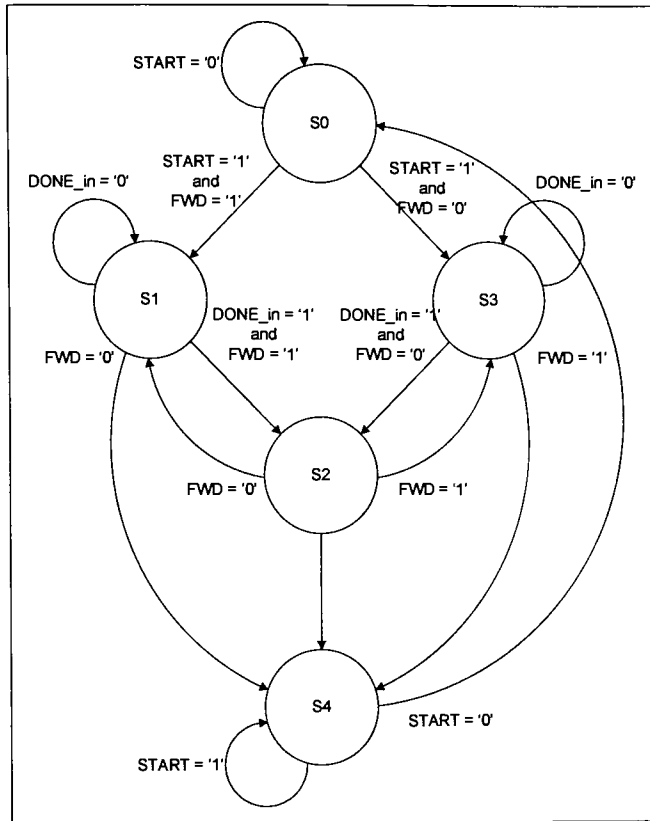 START = '0'
S0
START = '1'
and
FWD = '1'
START = '1'
and
FWD = '0'
DONE_in = '0'
DONE_in = '0'
S1
S3
DONE_in = '1'
and
FWD = '1'
DONE_in = '1'
and
FWD = '0'
FWD = '0'
FWD = '1'
S2
FWD = '0'
FWD = '1'
S4
START = '0'
START = '1'